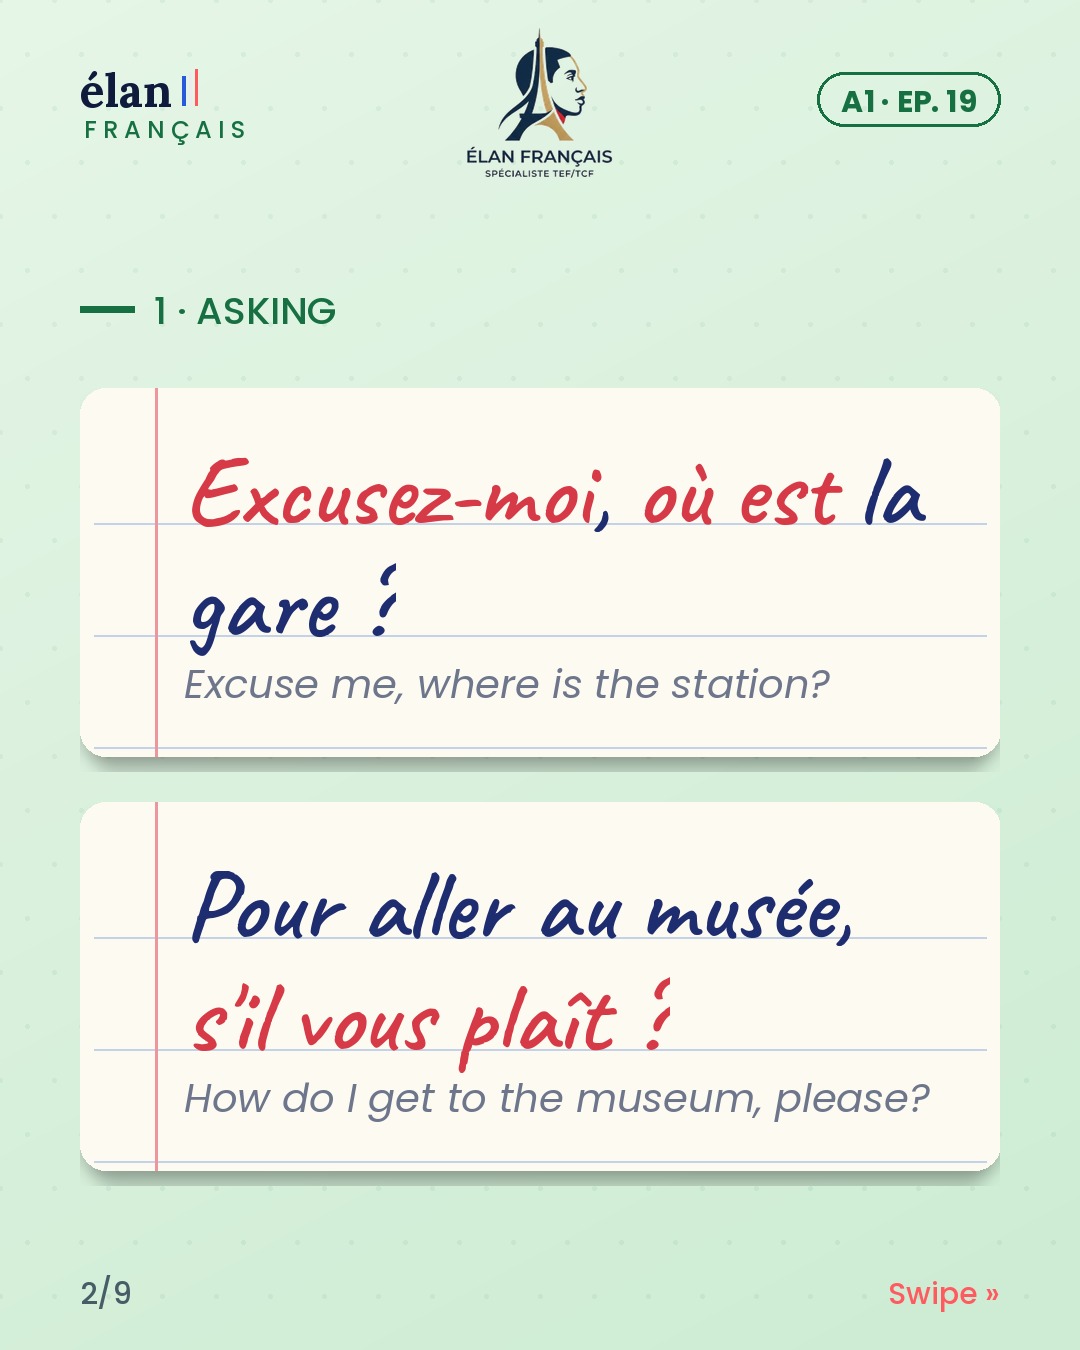 élan
FRANÇAIS
ÉLAN FRANÇAIS
SPÉCIALISTE TEF/TCF
A1 · EP. 19
1 · ASKING
Excusez-moi, où est la
gare ?
Excuse me, where is the station?
Pour aller au musée,
s'il vous plaît ?
How do I get to the museum, please?
2/9
Swipe »